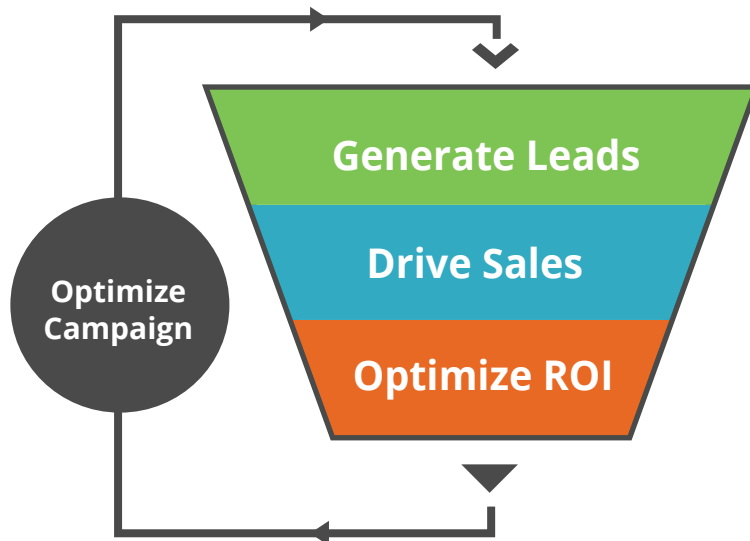 Generate Leads
Drive Sales
Optimize
Campaign
Optimize ROI